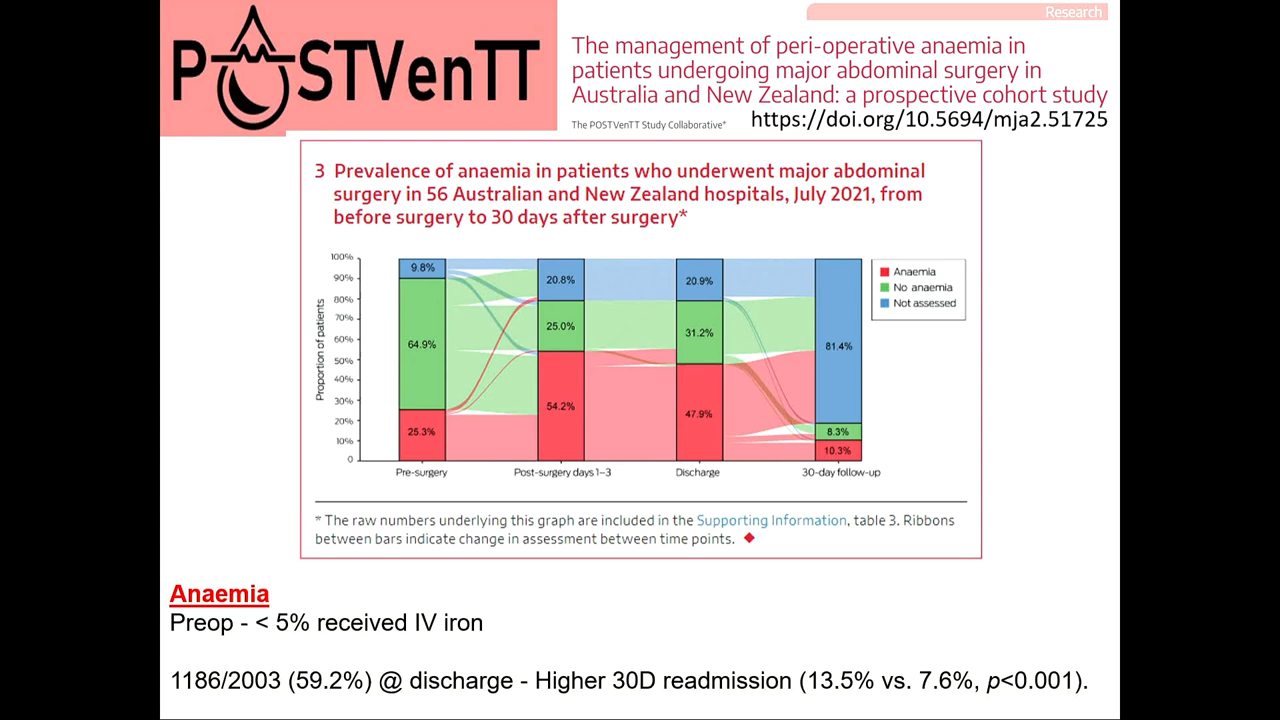 POSTVenTT
Research
The management of peri-operative anaemia in
patients undergoing major abdominal surgery in
Australia and New Zealand: a prospective cohort study
The POSTVenTT Study Collaborative*
https://doi.org/10.5694/mja2.51725
3 Prevalence of anaemia in patients who underwent major abdominal
surgery in 56 Australian and New Zealand hospitals, July 2021, from
before surgery to 30 days after surgery*
Proportion of patients
100%
90%
80%
70%
60%
50%
40%
30%
20%
10%
0
9.8%
64.9%
25.3%
20.8%
25.0%
54.2%
20.9%
31.2%
47.9%
81.4%
8.3%
10.3%
Pre-surgery
Post-surgery days 1–3
Discharge
30-day follow-up
Anaemia
No anaemia
Not assessed
* The raw numbers underlying this graph are included in the Supporting Information, table 3. Ribbons
between bars indicate change in assessment between time points. ◆
Anaemia
Preop - < 5% received IV iron
1186/2003 (59.2%) @ discharge - Higher 30D readmission (13.5% vs. 7.6%, p<0.001).